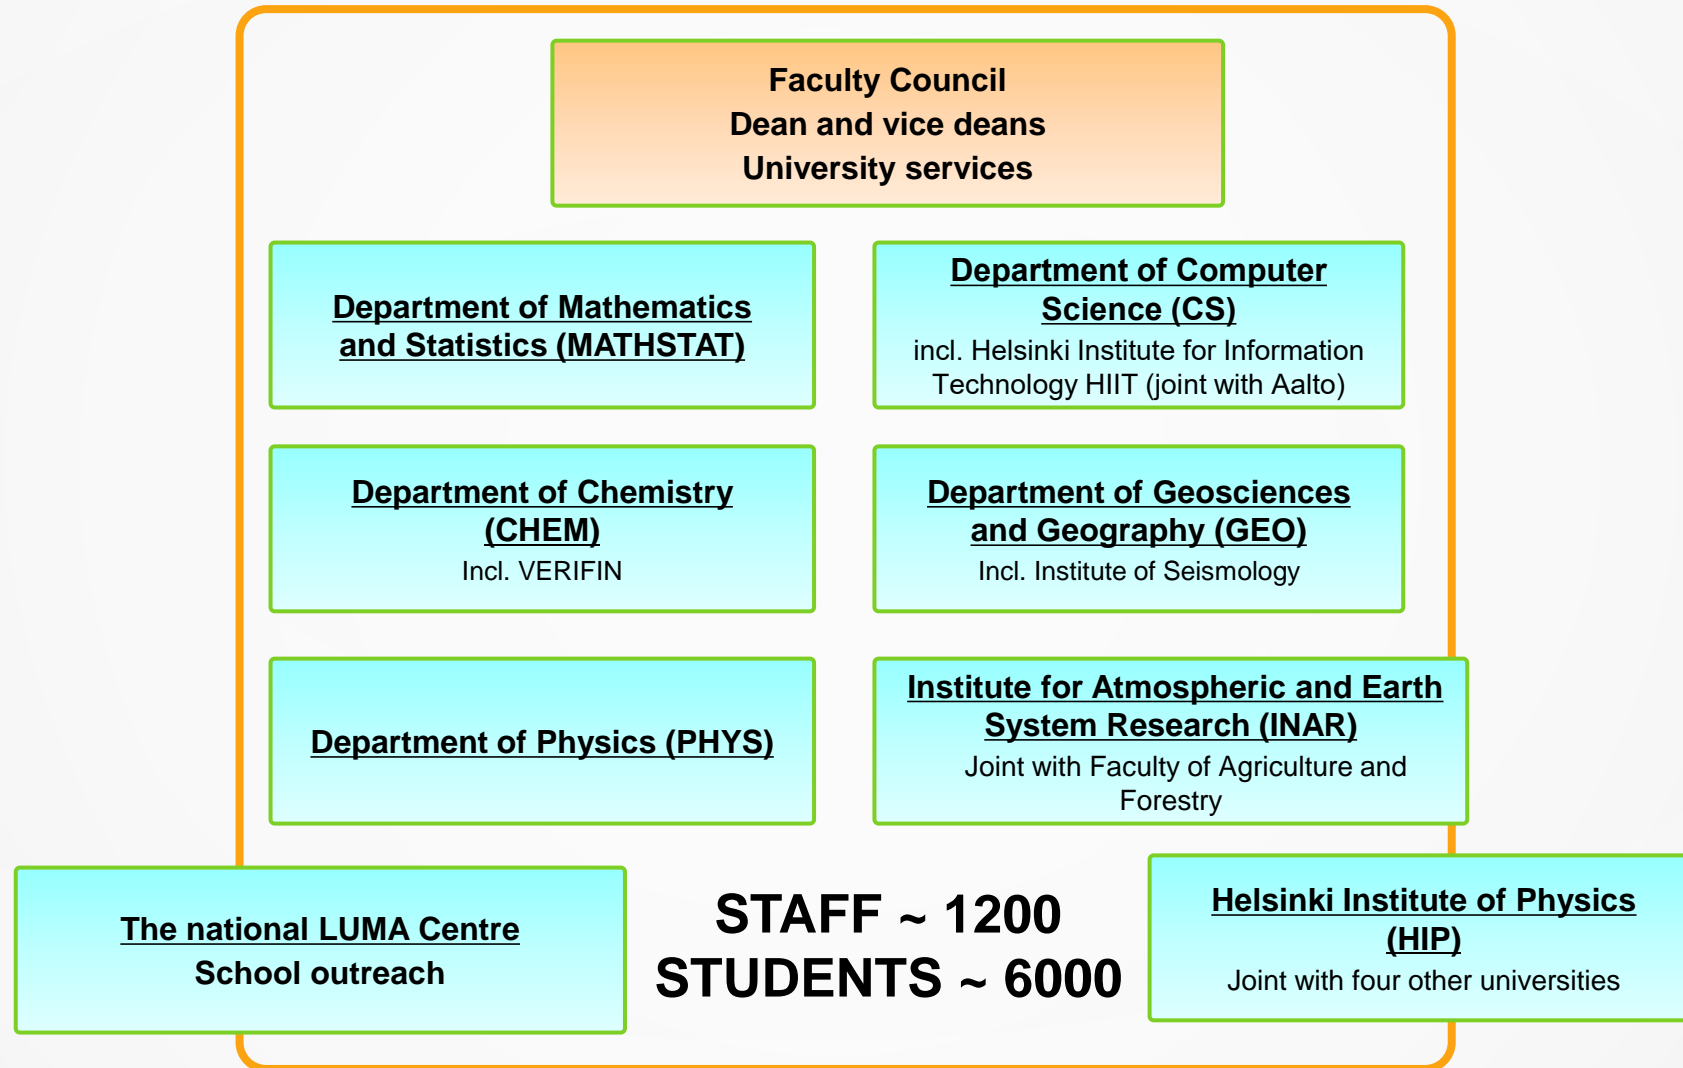 Faculty Council
Dean and vice deans
University services
Department of Mathematics
and Statistics (MATHSTAT)
Department of Computer
Science (CS)
incl. Helsinki Institute for Information
Technology HIIT (joint with Aalto)
Department of Chemistry
(CHEM)
Incl. VERIFIN
Department of Geosciences
and Geography (GEO)
Incl. Institute of Seismology
Department of Physics (PHYS)
Institute for Atmospheric and Earth
System Research (INAR)
Joint with Faculty of Agriculture and
Forestry
The national LUMA Centre
School outreach
STAFF ~ 1200
STUDENTS ~ 6000
Helsinki Institute of Physics
(HIP)
Joint with four other universities